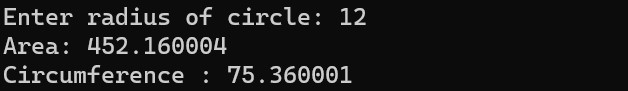 Enter radius of circle: 12
Area: 452.160004
Circumference : 75.360001